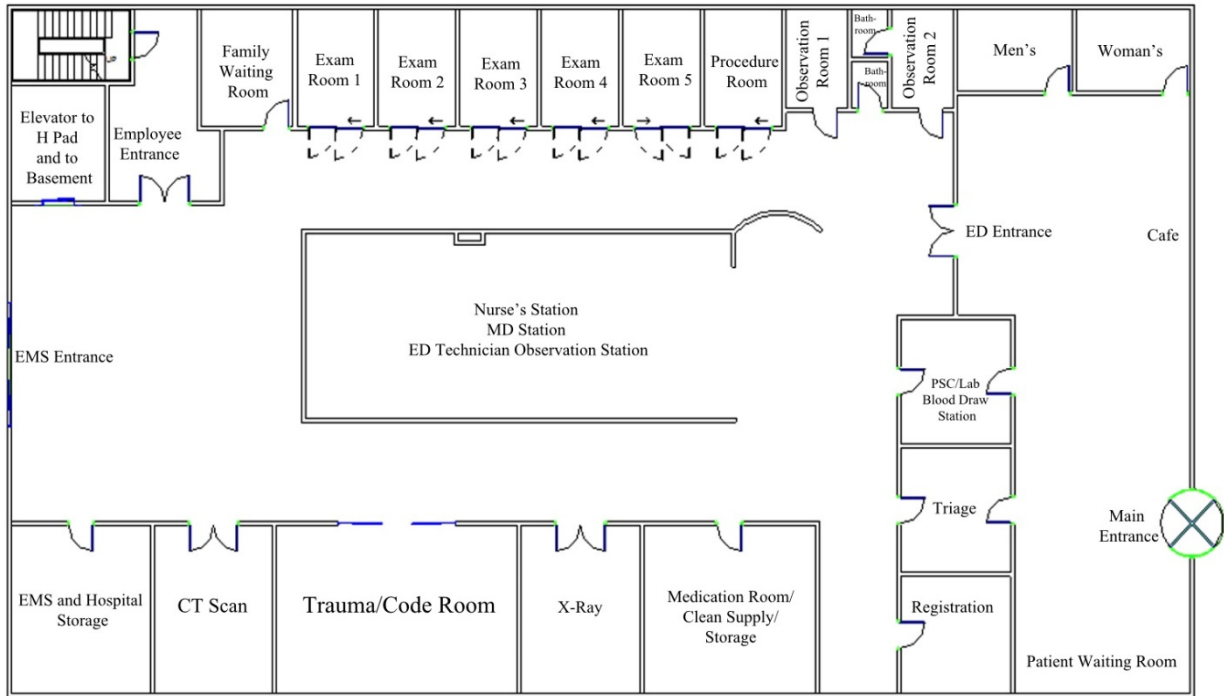 Family
Waiting
Room
Exam
Room 1
Exam
Room 2
Exam
Room 3
Exam
Room 4
Exam
Room 5
Procedure
Room
Observation
Room 1
Bath-
room
Bath-
room
Observation
Room 2
Men's
Woman's
Elevator to
H Pad
and to
Basement
Employee
Entrance
ED Entrance
Cafe
Nurse's Station
MD Station
ED Technician Observation Station
EMS Entrance
PSC/Lab
Blood Draw
Station
Triage
Main
Entrance
EMS and Hospital
Storage
CT Scan
Trauma/Code Room
X-Ray
Medication Room/
Clean Supply/
Storage
Registration
Patient Waiting Room